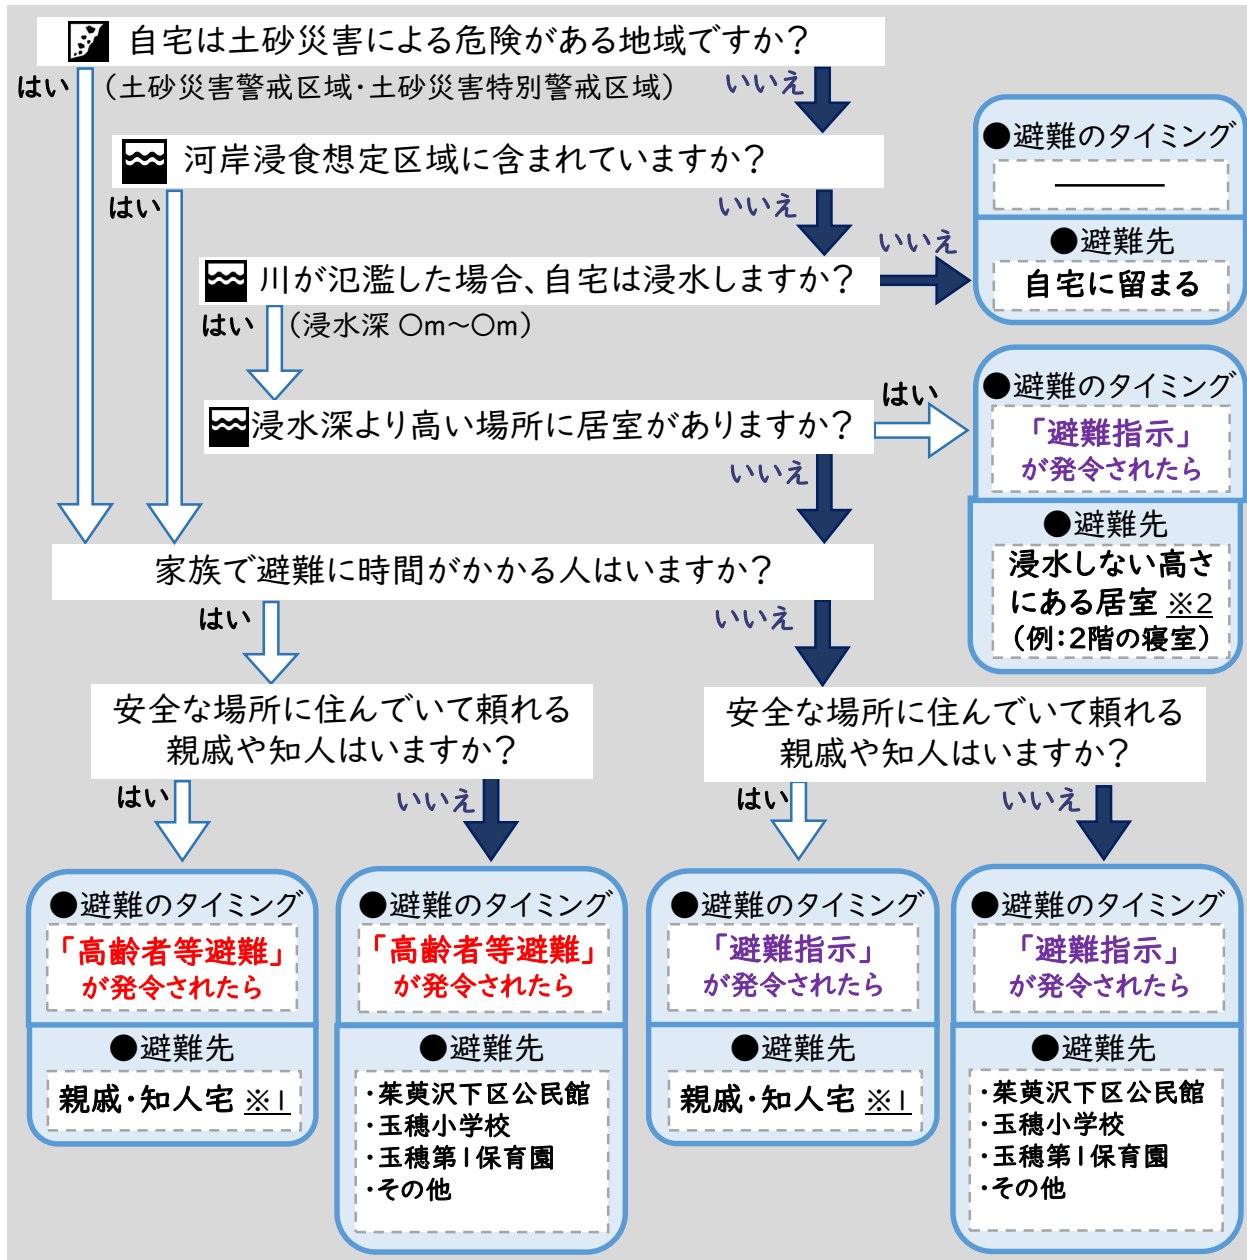 自宅は土砂災害による危険がある地域ですか？
はい
（土砂災害警戒区域・土砂災害特別警戒区域）
いいえ
河岸浸食想定区域に含まれていますか？
はい
いいえ
川が氾濫した場合、自宅は浸水しますか？
いいえ
はい
（浸水深 〇m～〇m）
●避難のタイミング
●避難先
自宅に留まる
浸水深より高い場所に居室がありますか？
はい
いいえ
●避難のタイミング
「避難指示」
が発令されたら
●避難先
浸水しない高さ
にある居室 ※2
（例：2階の寝室）
家族で避難に時間がかかる人はいますか？
はい
いいえ
安全な場所に住んでいて頼れる
親戚や知人はいますか？
はい
いいえ
安全な場所に住んでいて頼れる
親戚や知人はいますか？
はい
いいえ
●避難のタイミング
「高齢者等避難」
が発令されたら
●避難先
親戚・知人宅 ※1
●避難のタイミング
「高齢者等避難」
が発令されたら
●避難先
・茱萸沢下区公民館
・玉穂小学校
・玉穂第1保育園
・その他
●避難のタイミング
「避難指示」
が発令されたら
●避難先
親戚・知人宅 ※1
●避難のタイミング
「避難指示」
が発令されたら
●避難先
・茱萸沢下区公民館
・玉穂小学校
・玉穂第1保育園
・その他